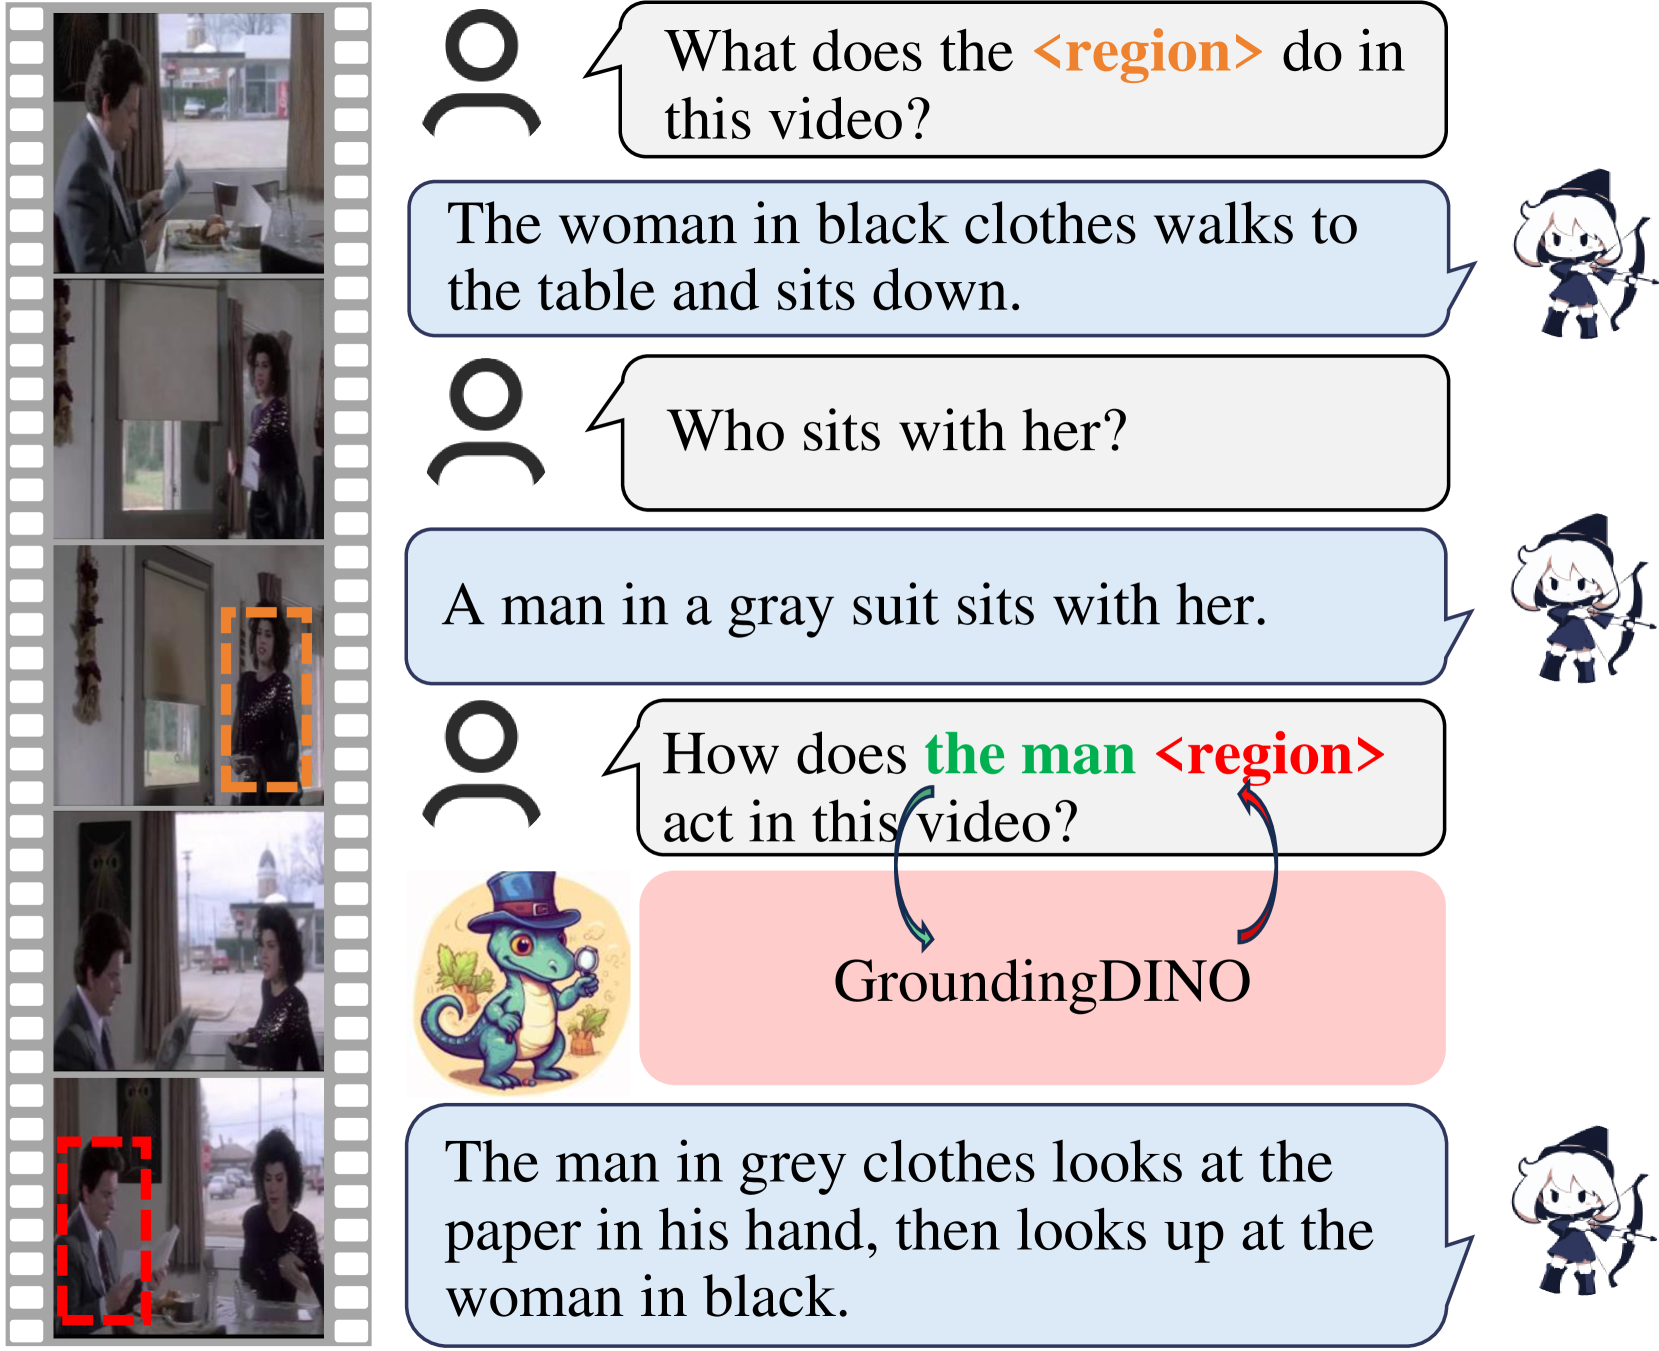 What does the <region> do in
this video?
The woman in black clothes walks to
the table and sits down.
Who sits with her?
A man in a gray suit sits with her.
How does the man <region>
act in this video?
GroundingDINO
The man in grey clothes looks at the
paper in his hand, then looks up at the
woman in black.